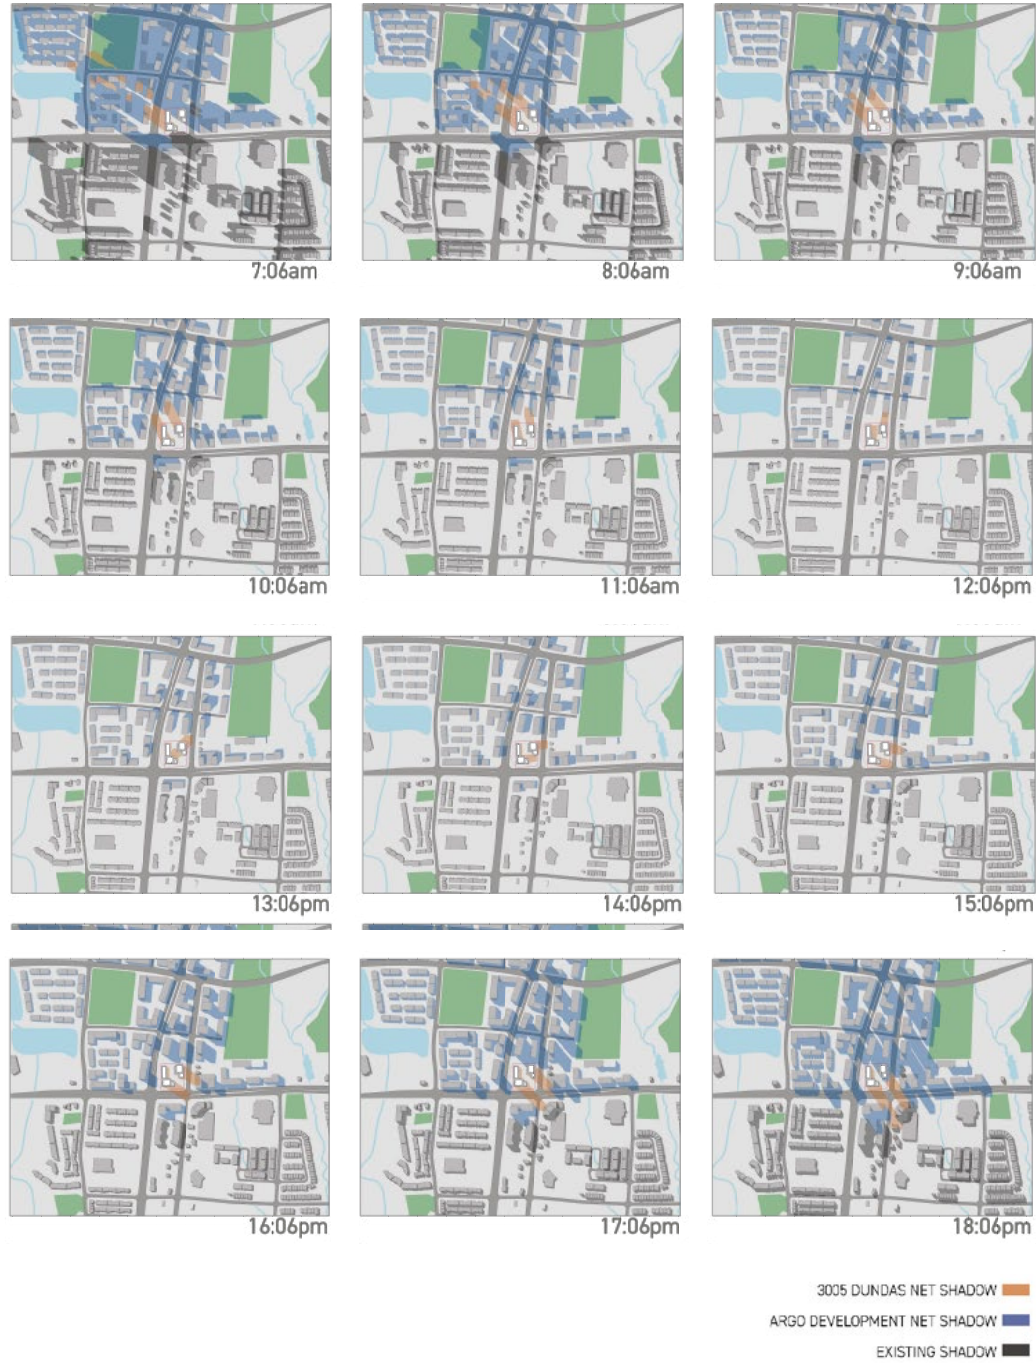 7:06am
8:06am
9:06am
10:06am
11:06am
12:06pm
13:06pm
14:06pm
15:06pm
16:06pm
17:06pm
18:06pm
3005 DUNDAS NET SHADOW
ARGO DEVELOPMENT NET SHADOW
EXISTING SHADOW